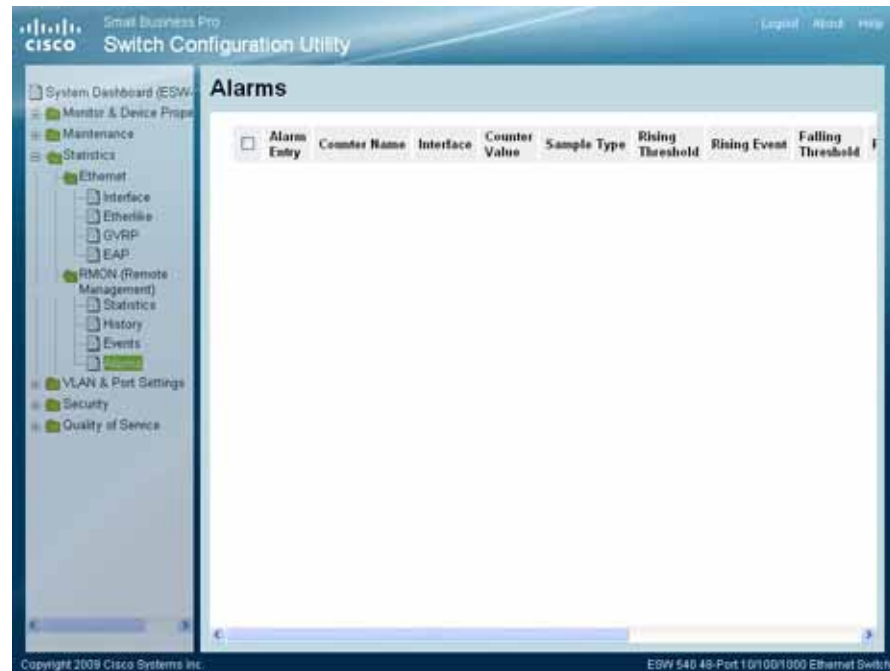 Small Business Pro
CISCO Switch Configuration Utility
Logout About Help
System Dashboard (ESW-
Monitor & Device Prope
Maintenance
Statistics
Ethernet
Interface
Etherlike
GVRP
EAP
RMON (Remote
Management)
Statistics
History
Events
Alarms
VLAN & Port Settings
Security
Quality of Service
Alarms
Alarm Entry Counter Name Interface Counter Value Sample Type Rising Threshold Rising Event Falling Threshold F
Copyright 2009 Cisco Systems Inc.
ESW 540 48-Port 10/100/1000 Ethernet Switch